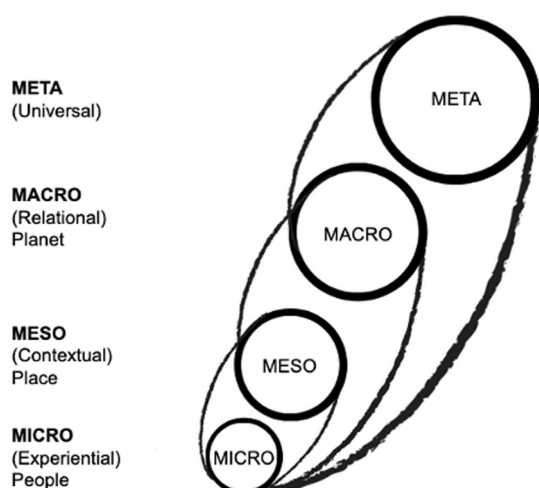 META
(Universal)
META
MACRO
(Relational)
Planet
MACRO
MESO
(Contextual)
Place
MESO
MICRO
(Experiential)
People
MICRO